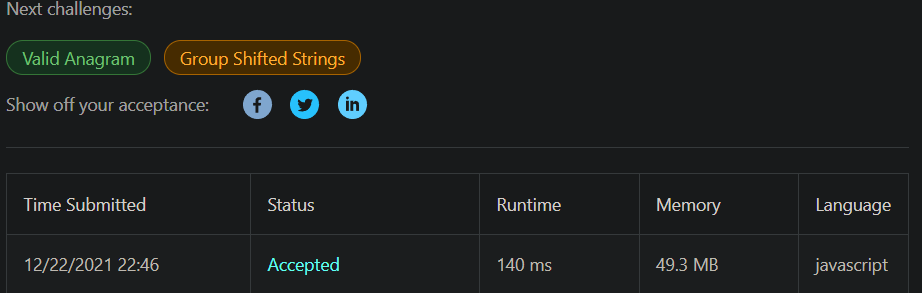 Next challenges:
Valid Anagram Group Shifted Strings
Show off your acceptance:
Time Submitted Status Runtime Memory Language
12/22/2021 22:46 Accepted 140 ms 49.3 MB javascript